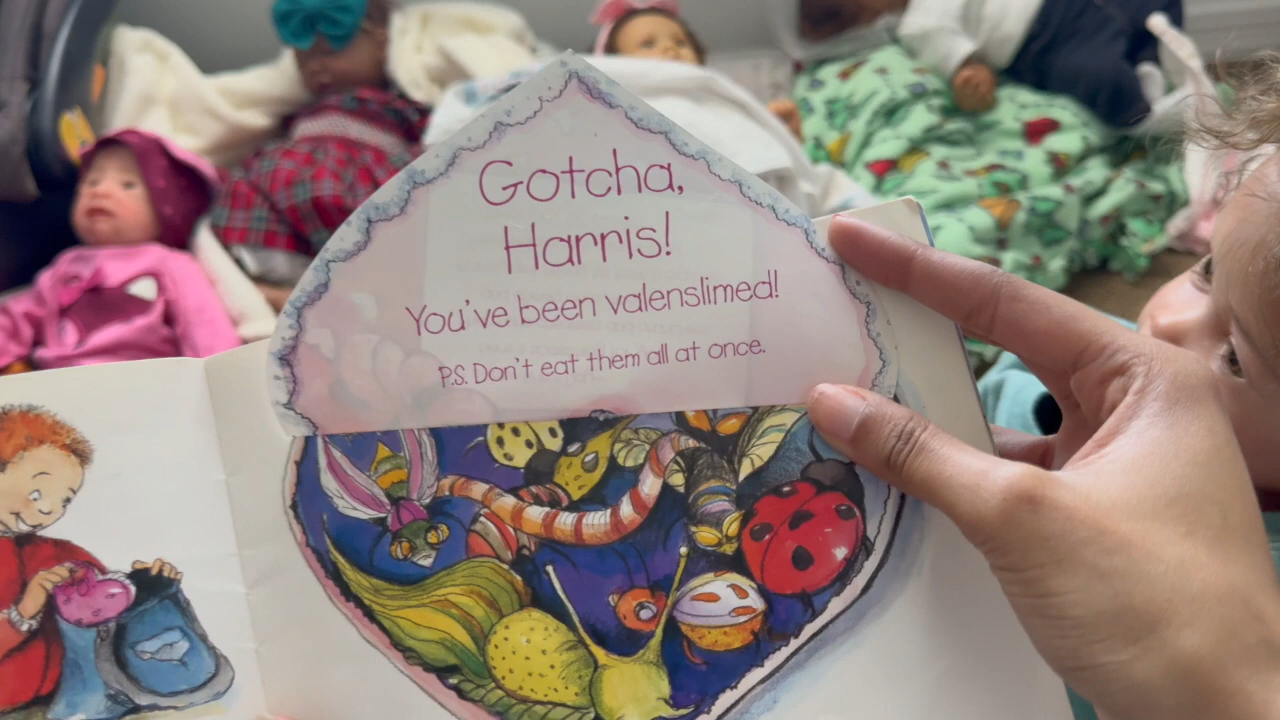 Gotcha,
Harris!
You've been valenslimed!
P.S. Don't eat them all at once.